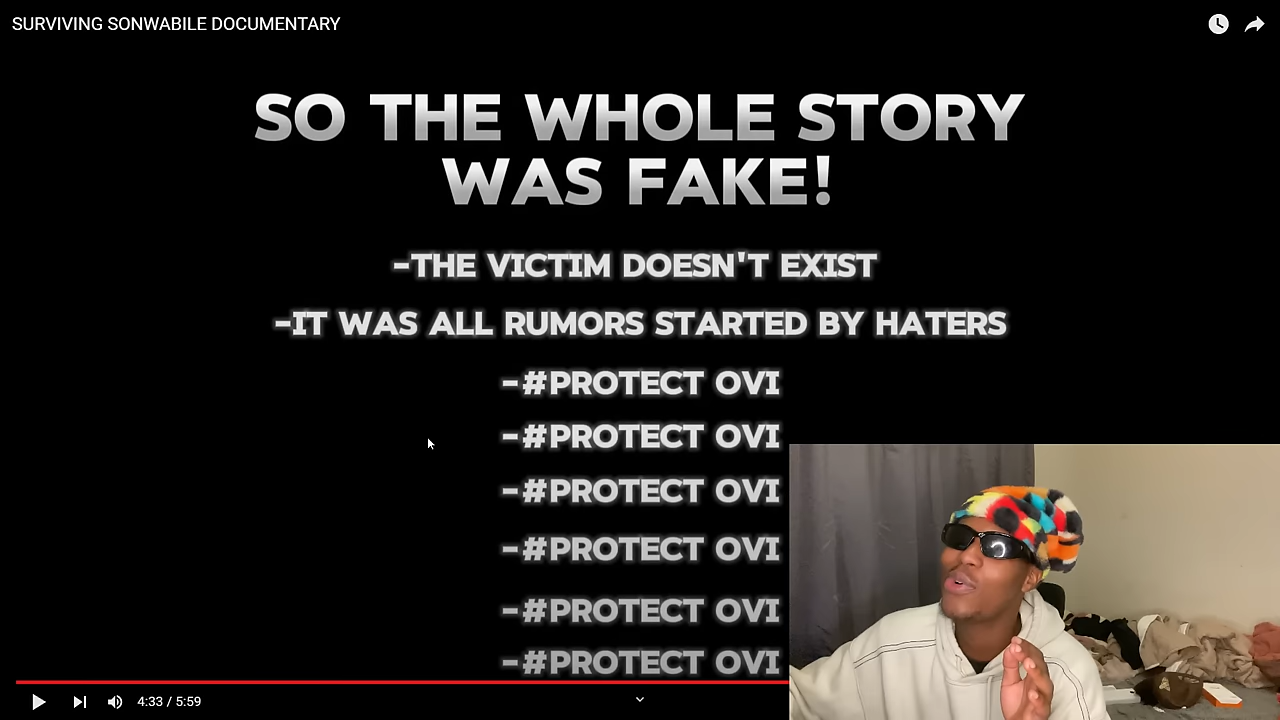 SURVIVING SONWABILE DOCUMENTARY
SO THE WHOLE STORY
WAS FAKE!
-THE VICTIM DOESN'T EXIST
-IT WAS ALL RUMORS STARTED BY HATERS
-#PROTECT OVI
-#PROTECT OVI
-#PROTECT OVI
-#PROTECT OVI
-#PROTECT OVI
-#PROTECT OVI
4:33 / 5:59